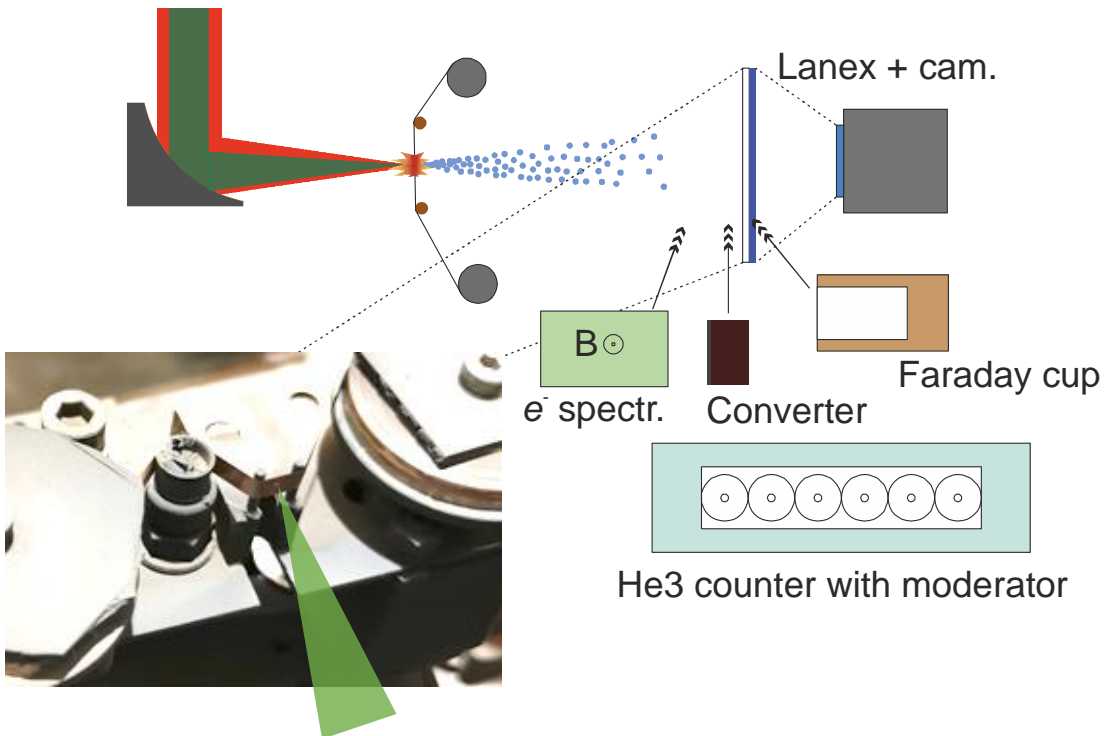 Lanex + cam.
B
Faraday cup
e⁻ spectr.
Converter
He3 counter with moderator